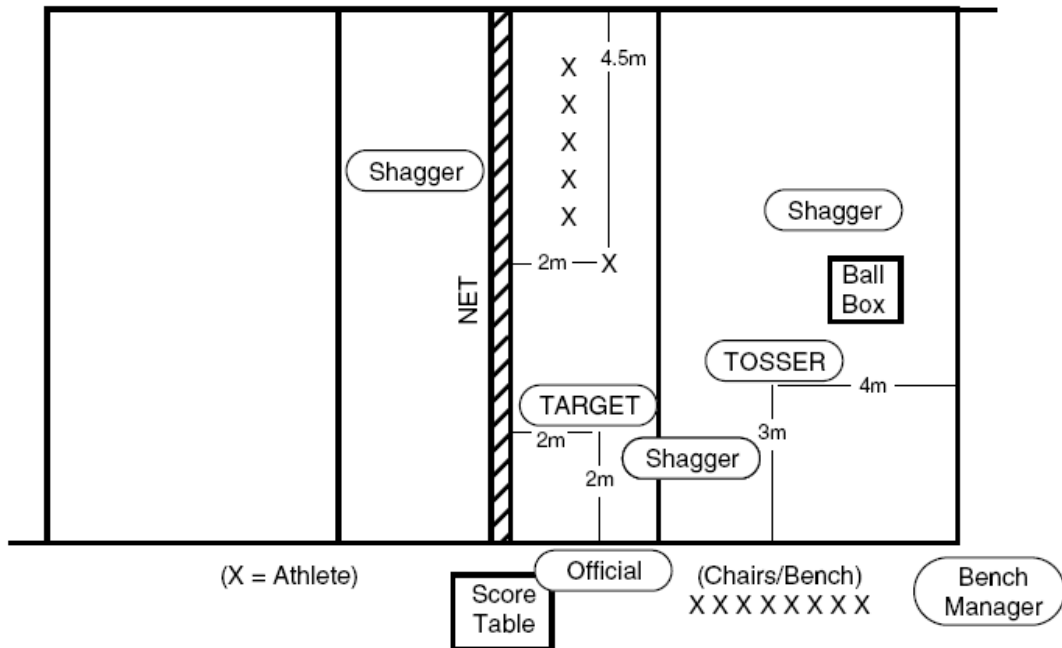 4.5m
X
X
X
X
X
Shagger
Shagger
2m
X
NET
Ball
Box
TOSSER
4m
TARGET
2m
3m
Shagger
2m
(X = Athlete)
Official
(Chairs/Bench)
X X X X X X X X
Bench
Manager
Score
Table